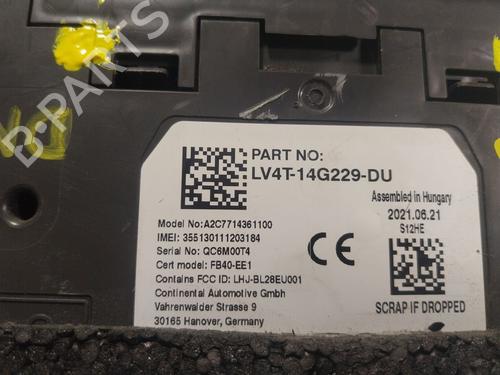 B-PARTS
PART NO:
LV4T-14G229-DU
Assembled in Hungary
2021.06.21
S12HE
Model No:A2C7714361100
IMEI: 355130111203184
Serial No: QC6M00T4
Cert model: FB40-EE1
Contains FCC ID: LHJ-BL28EU001
Continental Automotive GmbH
Vahrenwalder Strasse 9
30165 Hanover, Germany
CE
SCRAP IF DROPPED